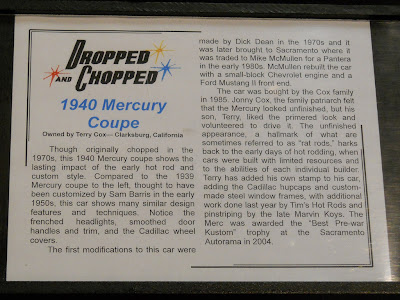 DROPPED
AND CHOPPED
1940 Mercury
Coupe
Owned by Terry Cox— Clarksburg, California
Though originally chopped in the
1970s, this 1940 Mercury coupe shows the
lasting impact of the early hot rod and
custom style. Compared to the 1939
Mercury coupe to the left, thought to have
been customized by Sam Barris in the early
1950s, this car shows many similar design
features and techniques. Notice the
frenched headlights, smoothed door
handles and trim, and the Cadillac wheel
covers.
The first modifications to this car were
made by Dick Dean in the 1970s and it
was later brought to Sacramento where it
was traded to Mike McMullen for a Pantera
in the early 1980s. McMullen rebuilt the car
with a small-block Chevrolet engine and a
Ford Mustang II front end.
The car was bought by the Cox family
in 1985. Jonny Cox, the family patriarch felt
that the Mercury looked unfinished, but his
son, Terry, liked the primered look and
volunteered to drive it. The unfinished
appearance, a hallmark of what are
sometimes referred to as "rat rods," harks
back to the early days of hot rodding, when
cars were built with limited resources and
to the abilities of each individual builder.
Terry has added his own stamp to his car,
adding the Cadillac hupcaps and custom-
made steel window frames, with additional
work done last year by Tim's Hot Rods and
pinstriping by the late Marvin Koys. The
Merc was awarded the "Best Pre-war
Kustom" trophy at the Sacramento
Autorama in 2004.